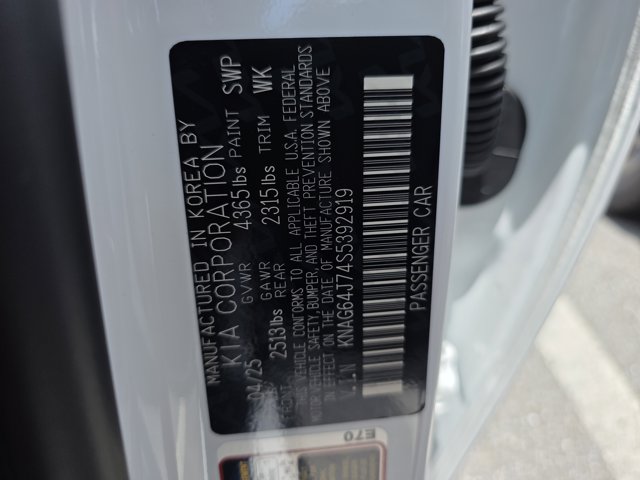 MANUFACTURED IN KOREA BY
KIA CORPORATION
04/25 GVWR 4365lbs PAINT SWP
2513lbs GAWR REAR 2315lbs TRIM WK
FRONT
THIS VEHICLE CONFORMS TO ALL APPLICABLE U.S.A. FEDERAL
MOTOR VEHICLE SAFETY, BUMPER, AND THEFT PREVENTION STANDARDS
IN EFFECT ON THE DATE OF MANUFACTURE SHOWN ABOVE
V.I.N KNAG64J74S5392919
PASSENGER CAR
E70